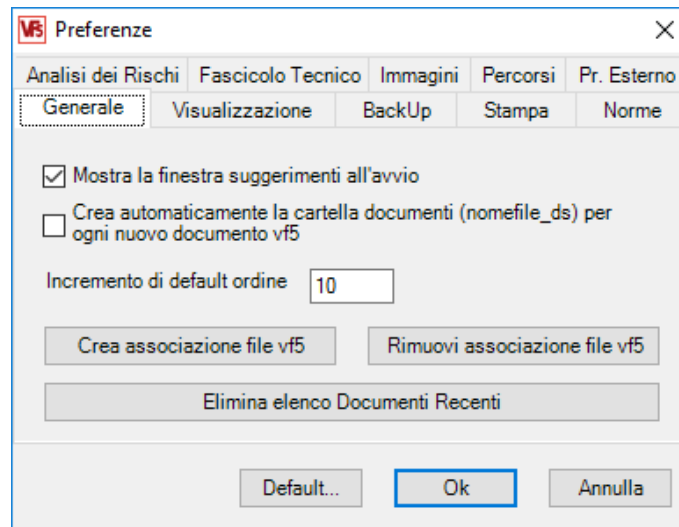 VF5 Preferenze
Analisi dei Rischi Fascicolo Tecnico Immagini Percorsi Pr. Esterno
Generale Visualizzazione BackUp Stampa Norme
Mostra la finestra suggerimenti all'avvio
Crea automaticamente la cartella documenti (nomefile_ds) per
ogni nuovo documento vf5
Incremento di default ordine 10
Crea associazione file vf5 Rimuovi associazione file vf5
Elimina elenco Documenti Recenti
Default... Ok Annulla